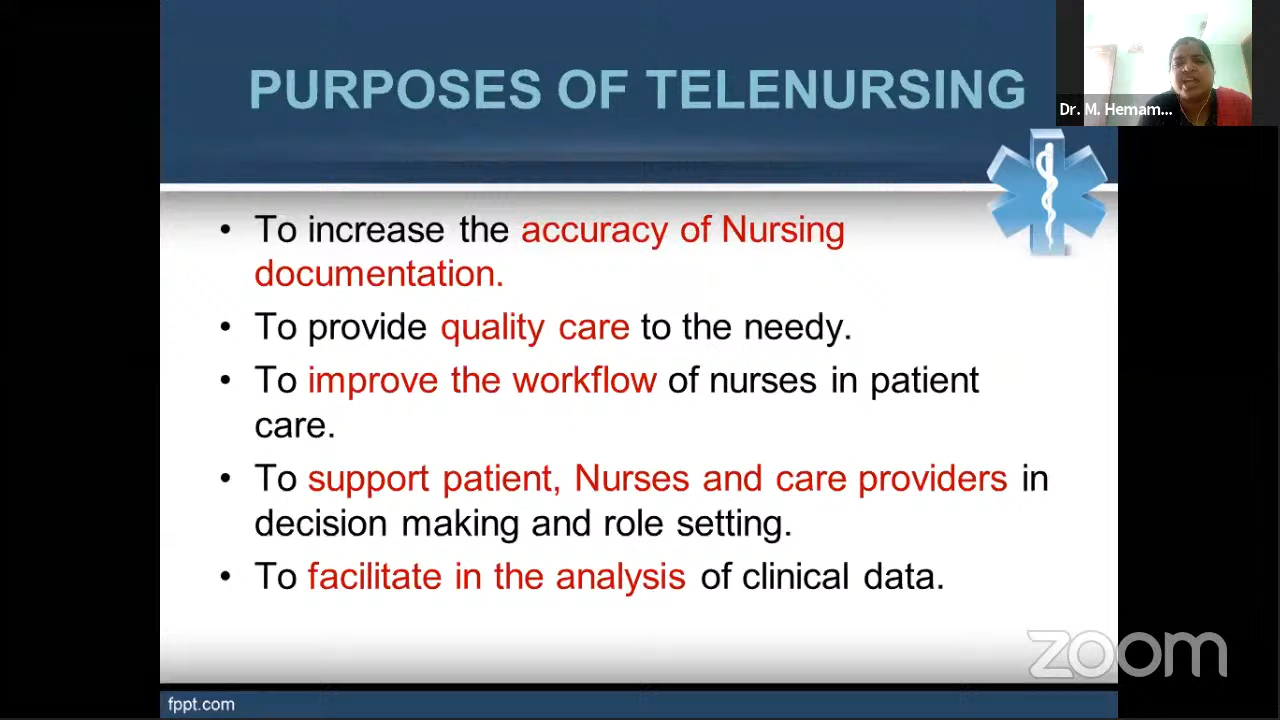 PURPOSES OF TELENURSING
Dr. M. Hemam...
• To increase the accuracy of Nursing
documentation.
• To provide quality care to the needy.
• To improve the workflow of nurses in patient
care.
• To support patient, Nurses and care providers in
decision making and role setting.
• To facilitate in the analysis of clinical data.
zoom
fppt.com